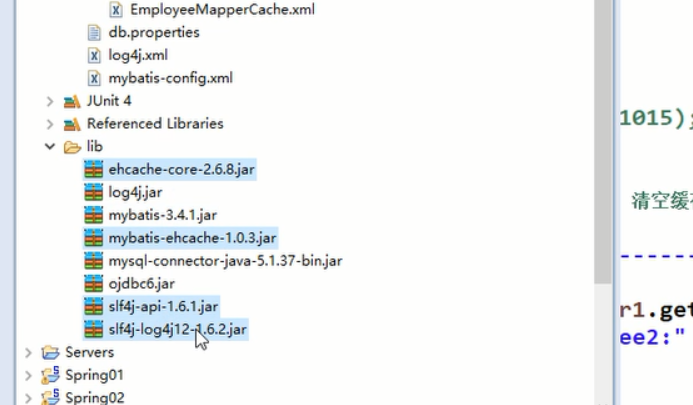 EmployeeMapperCache.xml
db.properties
log4j.xml
mybatis-config.xml
JUnit 4
Referenced Libraries
lib
ehcache-core-2.6.8.jar
log4j.jar
mybatis-3.4.1.jar
mybatis-ehcache-1.0.3.jar
mysql-connector-java-5.1.37-bin.jar
ojdbc6.jar
slf4j-api-1.6.1.jar
slf4j-log4j12-1.6.2.jar
Servers
Spring01
Spring02
1015);
清空缓
------
r1.get
ee2:"